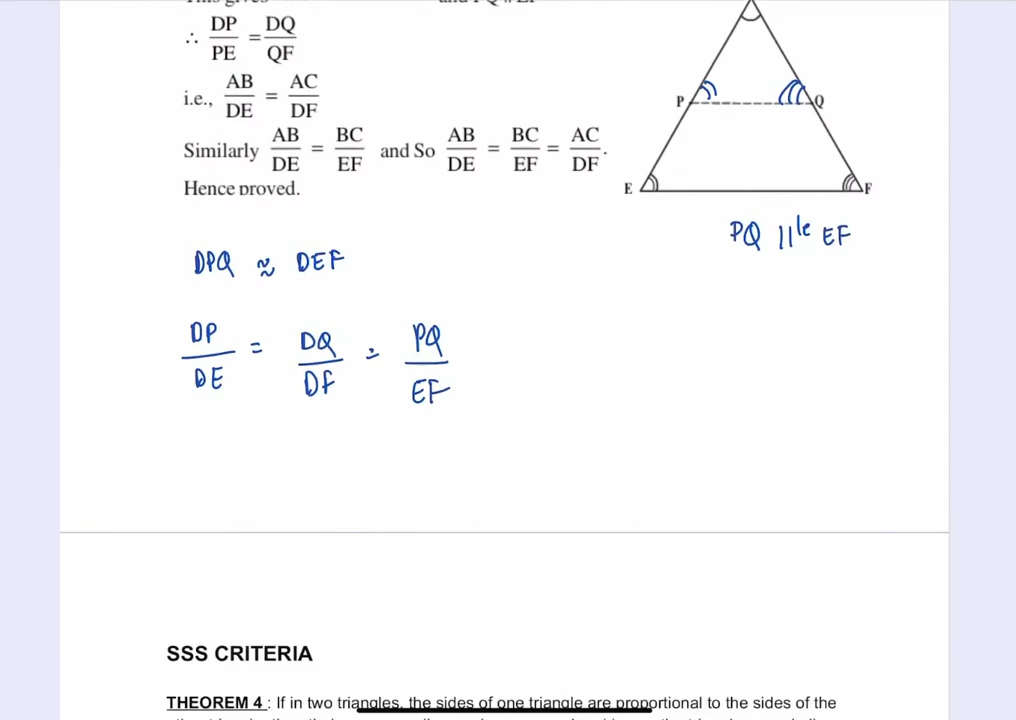 ∴ DP/PE = DQ/QF
i.e., AB/DE = AC/DF
Similarly AB/DE = BC/EF and So AB/DE = BC/EF = AC/DF.
Hence proved.
P
Q
E
F
PQ ||le EF
DPQ ≈ DEF
DP/DE = DQ/DF = PQ/EF
SSS CRITERIA
THEOREM 4 : If in two triangles, the sides of one triangle are proportional to the sides of the